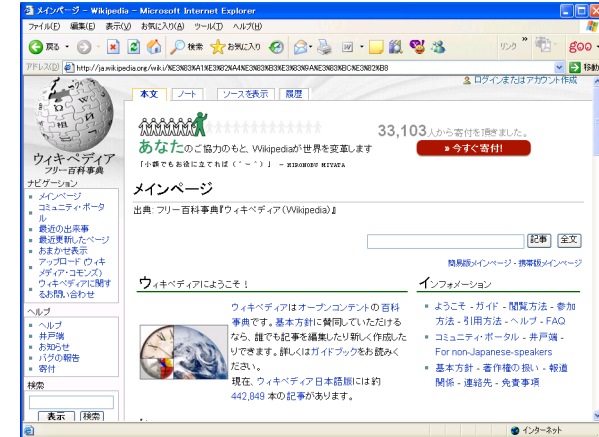 メインページ - Wikipedia - Microsoft Internet Explorer
ファイル(F) 編集(E) 表示(V) お気に入り(A) ツール(T) ヘルプ(H)
戻る 検索 お気に入り リンク goo
アドレス(D) http://ja.wikipedia.org/wiki/%E3%83%A1%E3%82%A4%E3%83%B3%E3%83%9A%E3%83%BC%E3%82%B8 移動
ログインまたはアカウント作成
本文 ノート ソースを表示 履歴
あなたのご協力のもと、Wikipediaが世界を変革します
33,103人から寄付を頂きました。
» 今すぐ寄付!
「小額でもお役に立てれば(＾－＾)」 – HIRONOBU MIYATA
ウィキペディア
フリー百科事典
ナビゲーション
メインページ
コミュニティ・ポータル
最近の出来事
最近更新したページ
おまかせ表示
アップロード (ウィキメディア・コモンズ)
ウィキペディアに関するお問い合わせ
ヘルプ
ヘルプ
井戸端
お知らせ
バグの報告
寄付
検索
表示 検索
メインページ
出典: フリー百科事典『ウィキペディア(Wikipedia)』
記事 全文
簡易版メインページ - 携帯版メインページ
ウィキペディアにようこそ!
ウィキペディアはオープンコンテントの百科
事典です。基本方針に賛同していただける
なら、誰でも記事を編集したり新しく作成した
りできます。詳しくはガイドブックをお読みく
ださい。
現在、ウィキペディア日本語版には約
442,849 本の記事があります。
インフォメーション
ようこそ - ガイド - 閲覧方法 - 参加
方法 - 引用方法 - ヘルプ - FAQ
コミュニティ・ポータル - 井戸端 -
For non-Japanese-speakers
基本方針 - 著作権の扱い - 報道
関係 - 連絡先 - 免責事項
インターネット